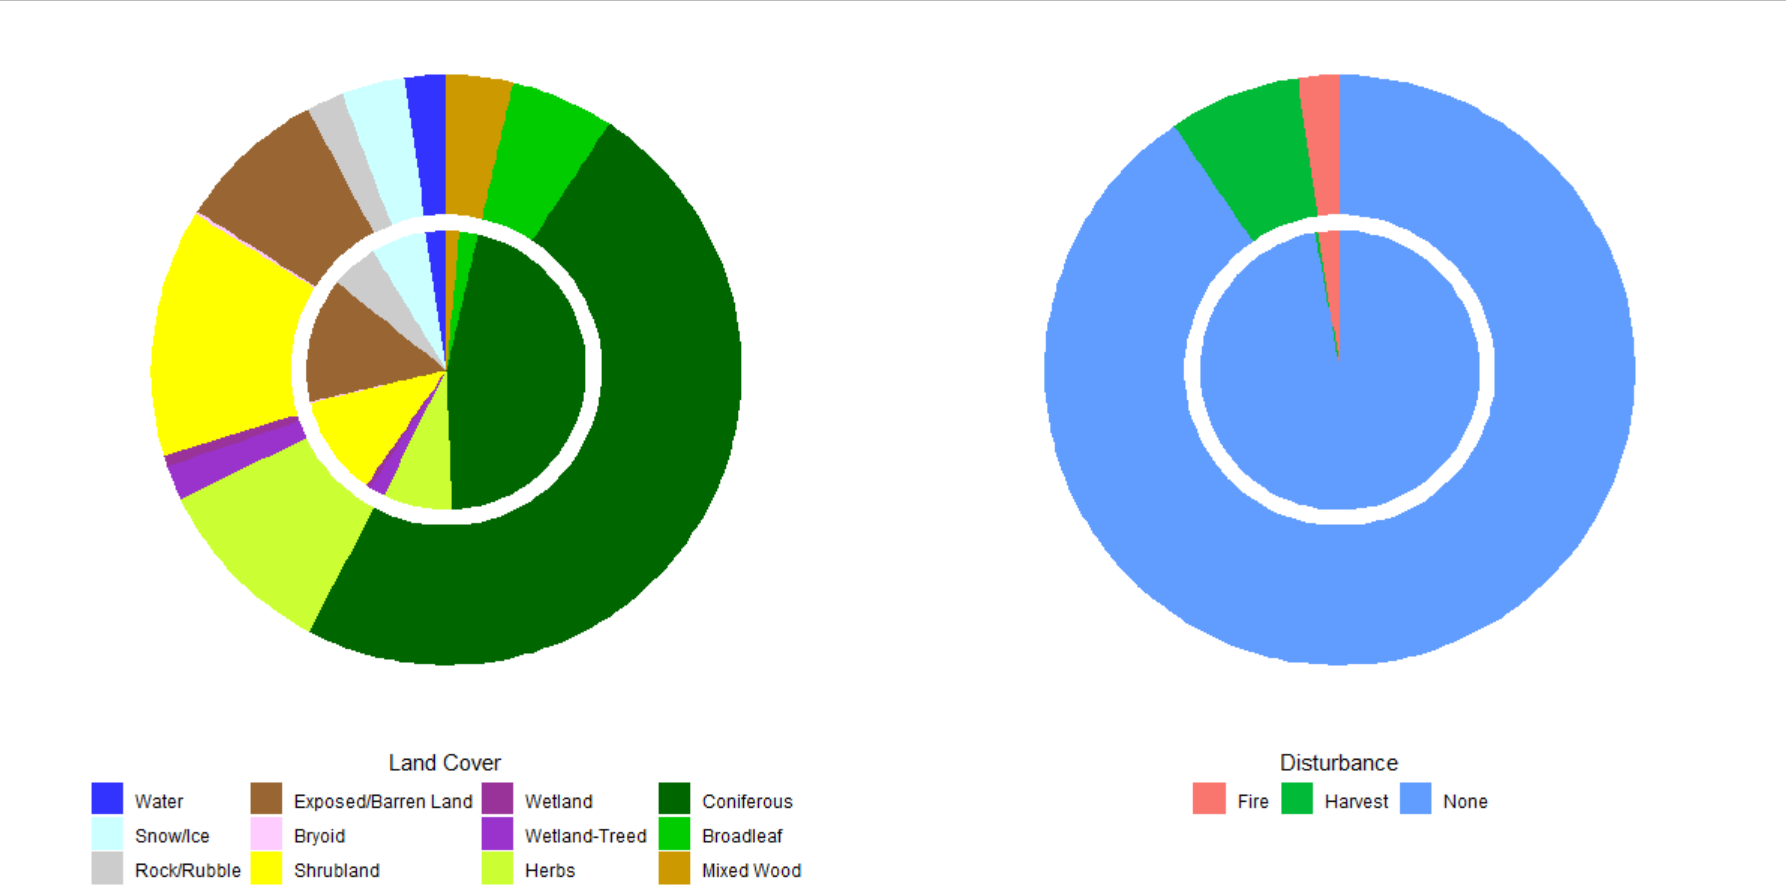 Land Cover
Water
Exposed/Barren Land
Wetland
Coniferous
Snow/Ice
Bryoid
Wetland-Treed
Broadleaf
Rock/Rubble
Shrubland
Herbs
Mixed Wood
Disturbance
Fire
Harvest
None